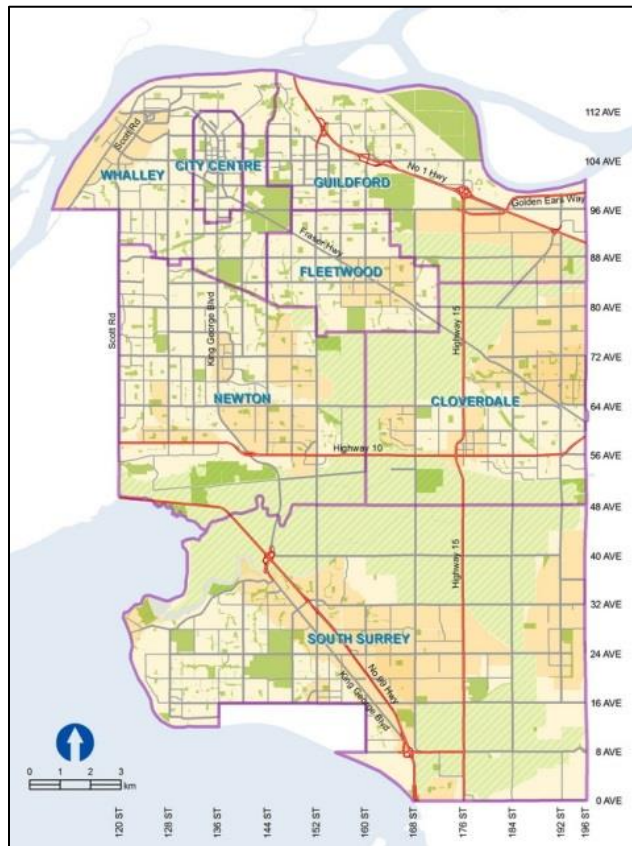 112 AVE
Scott Rd
104 AVE
CITY CENTRE
WHALLEY
GUILDFORD
No 1 Hwy
Golden Ears Way
96 AVE
Fraser Hwy
88 AVE
FLEETWOOD
80 AVE
Scott Rd
King George Blvd
Highway 15
72 AVE
NEWTON
CLOVERDALE
64 AVE
Highway 10
56 AVE
48 AVE
40 AVE
Highway 15
32 AVE
SOUTH SURREY
24 AVE
No 99 Hwy
King George Blvd
16 AVE
8 AVE
0 1 2 3
km
0 AVE
120 ST
128 ST
136 ST
144 ST
152 ST
160 ST
168 ST
176 ST
184 ST
192 ST
196 ST